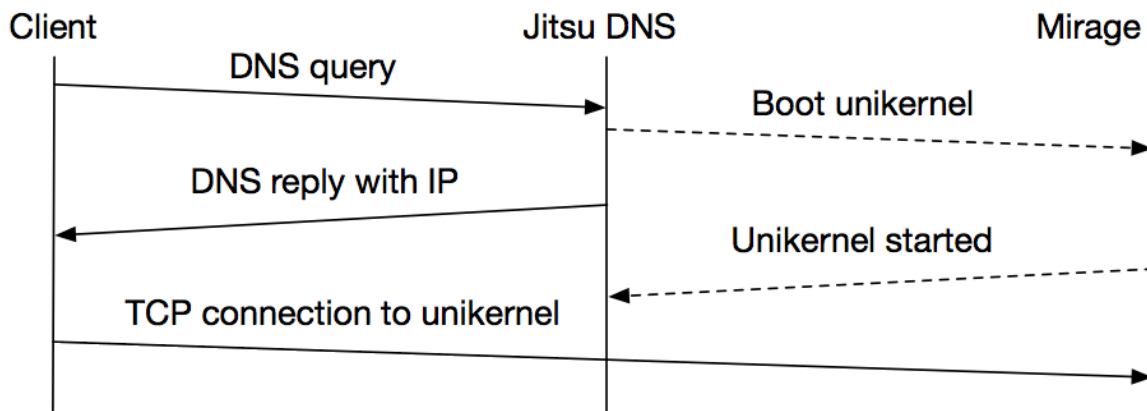 Client
Jitsu DNS
Mirage
DNS query
Boot unikernel
DNS reply with IP
Unikernel started
TCP connection to unikernel